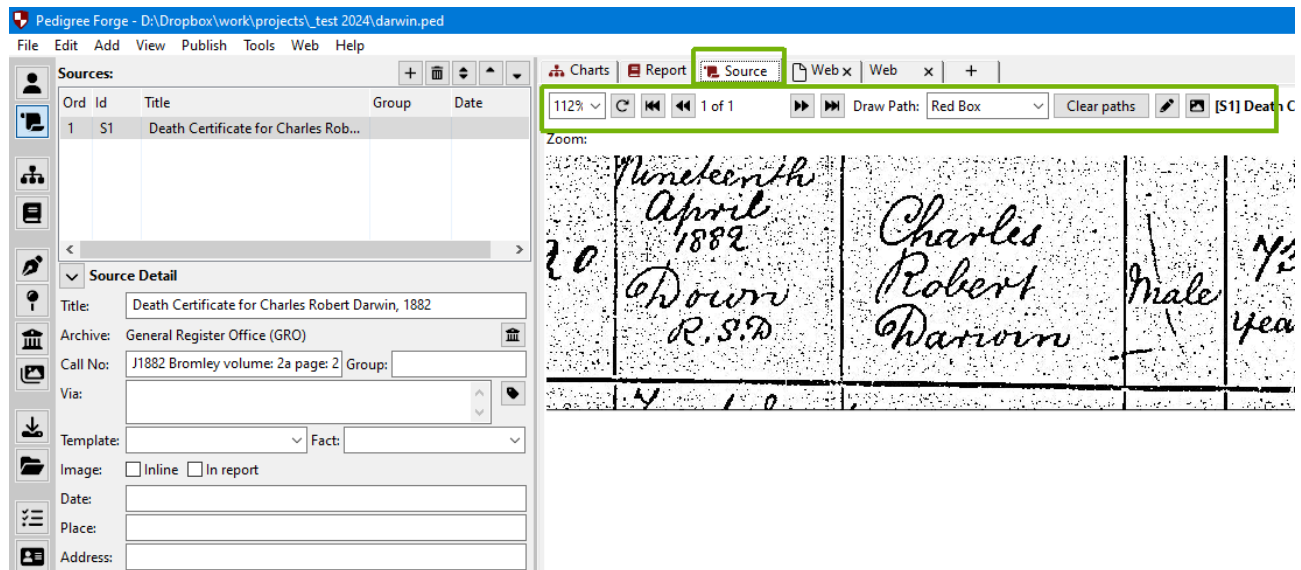 Pedigree Forge - D:\Dropbox\work\projects\_test 2024\darwin.ped
File Edit Add View Publish Tools Web Help
Sources:
Ord Id Title Group Date
1 S1 Death Certificate for Charles Rob...
Source Detail
Title: Death Certificate for Charles Robert Darwin, 1882
Archive: General Register Office (GRO)
Call No: J1882 Bromley volume: 2a page: 2 Group:
Via:
Template: Fact:
Image: Inline In report
Date:
Place:
Address:
Charts Report Source Web x Web x +
112% 1 of 1 Draw Path: Red Box Clear paths [S1] Death C
Zoom:
Nineteenth
April
1882
Down
R.S.D
Charles
Robert
Darwin
Male
73
yea